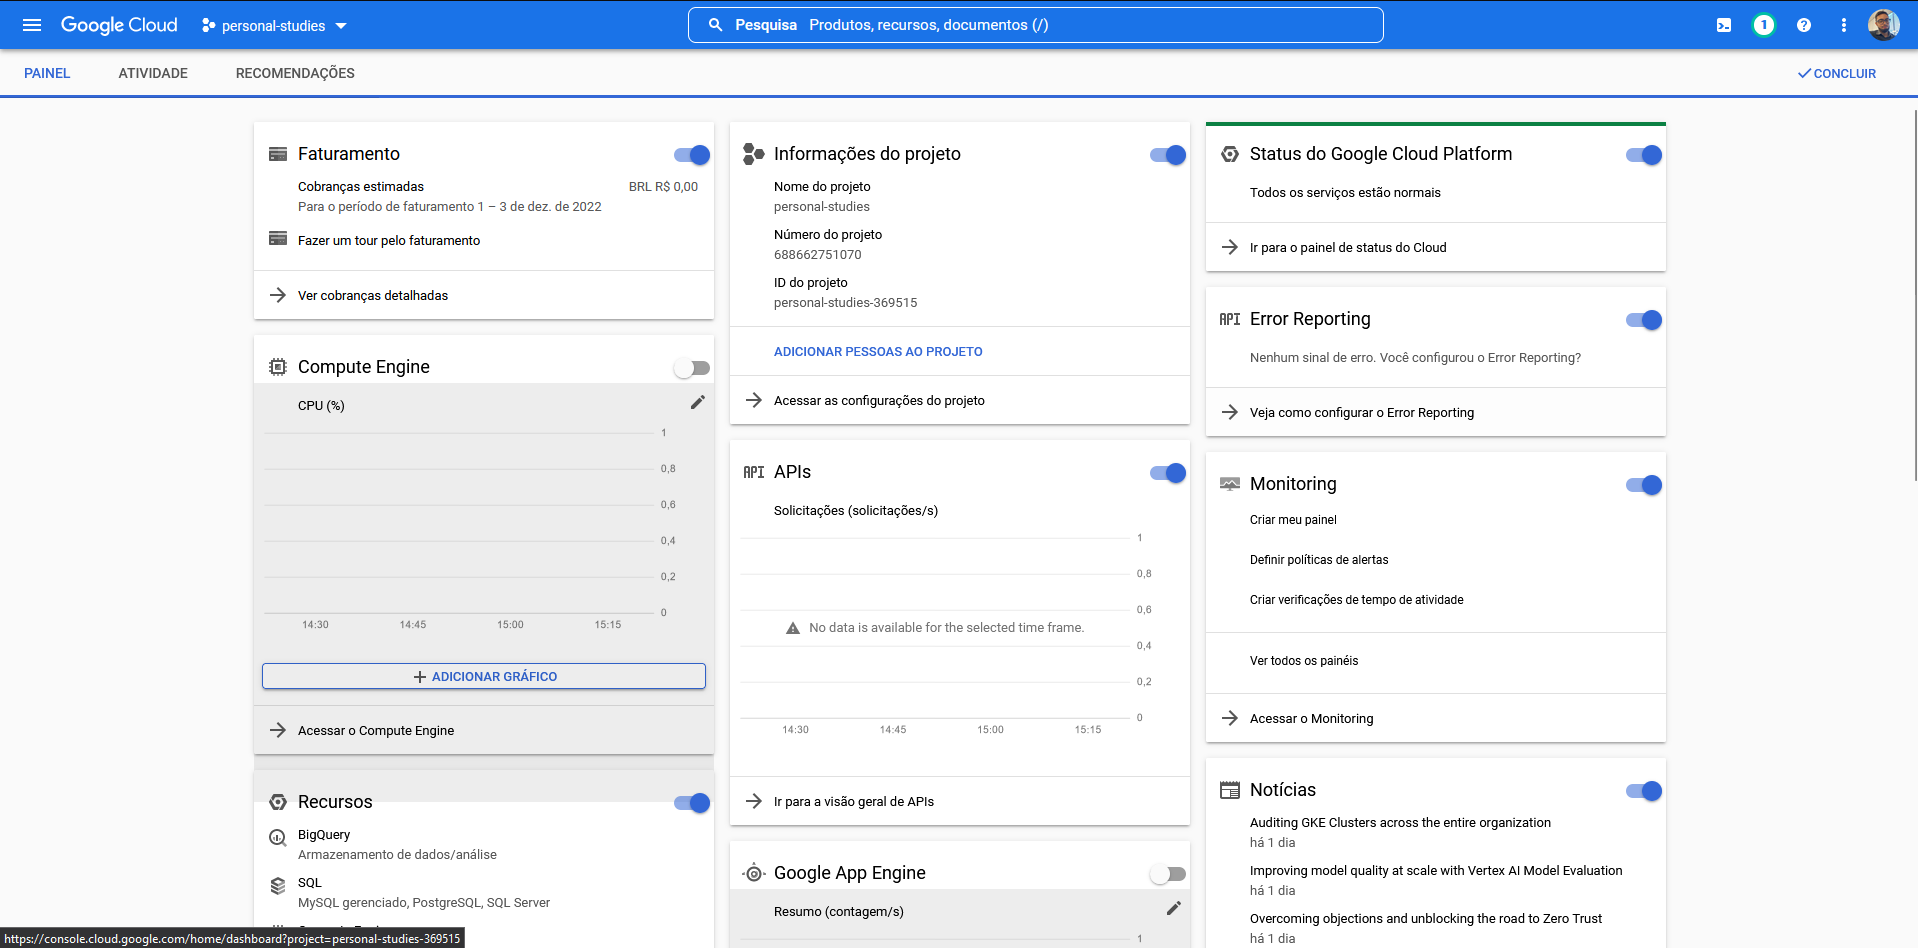 Google Cloud
personal-studies
Pesquisa Produtos, recursos, documentos (/)
1
PAINEL
ATIVIDADE
RECOMENDAÇÕES
CONCLUIR
Faturamento
Cobranças estimadas
BRL R$ 0,00
Para o período de faturamento 1 – 3 de dez. de 2022
Fazer um tour pelo faturamento
Ver cobranças detalhadas
Compute Engine
CPU (%)
1
0,8
0,6
0,4
0,2
0
14:30
14:45
15:00
15:15
ADICIONAR GRÁFICO
Acessar o Compute Engine
Recursos
BigQuery
Armazenamento de dados/análise
SQL
MySQL gerenciado, PostgreSQL, SQL Server
https://console.cloud.google.com/home/dashboard?project=personal-studies-369515
Informações do projeto
Nome do projeto
personal-studies
Número do projeto
688662751070
ID do projeto
personal-studies-369515
ADICIONAR PESSOAS AO PROJETO
Acessar as configurações do projeto
API APIs
Solicitações (solicitações/s)
1
0,8
0,6
No data is available for the selected time frame.
0,4
0,2
0
14:30
14:45
15:00
15:15
Ir para a visão geral de APIs
Google App Engine
Resumo (contagem/s)
1
Status do Google Cloud Platform
Todos os serviços estão normais
Ir para o painel de status do Cloud
API Error Reporting
Nenhum sinal de erro. Você configurou o Error Reporting?
Veja como configurar o Error Reporting
Monitoring
Criar meu painel
Definir políticas de alertas
Criar verificações de tempo de atividade
Ver todos os painéis
Acessar o Monitoring
Notícias
Auditing GKE Clusters across the entire organization
há 1 dia
Improving model quality at scale with Vertex AI Model Evaluation
há 1 dia
Overcoming objections and unblocking the road to Zero Trust
há 1 dia